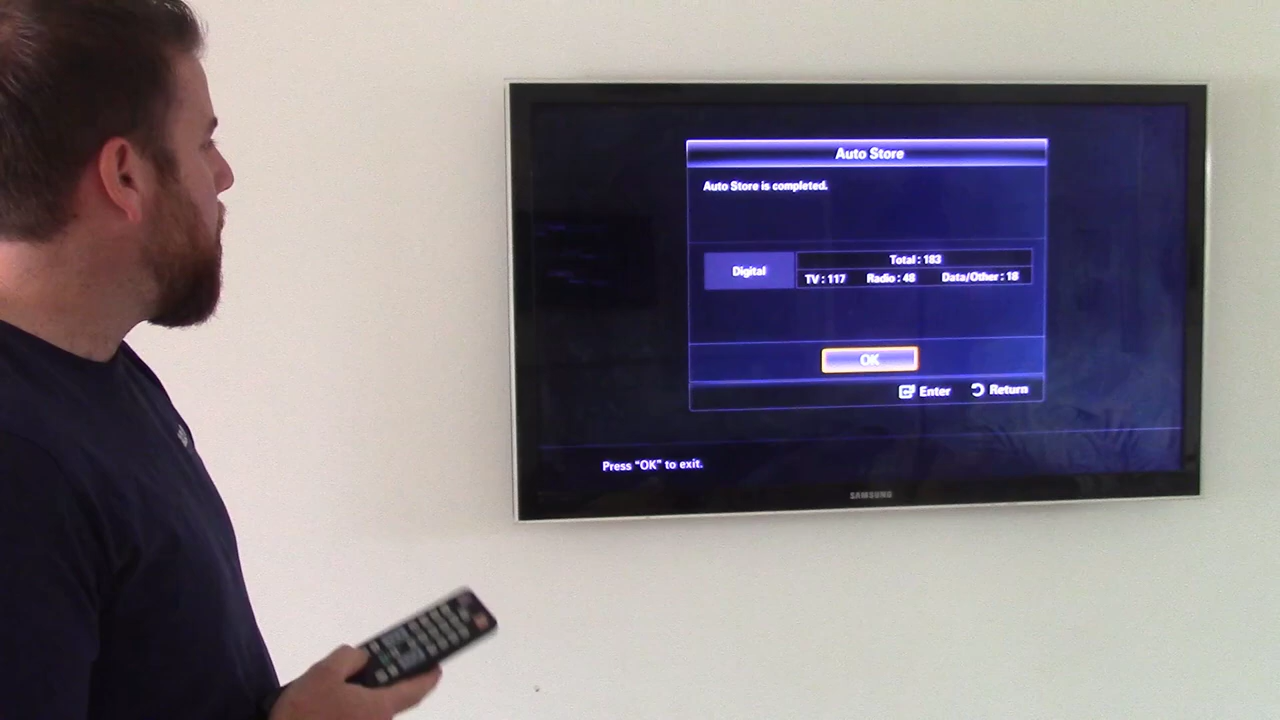 Auto Store
Auto Store is completed.
Digital
Total : 183
TV : 117 Radio : 48 Data/Other : 18
OK
Enter Return
Press "OK" to exit.
SAMSUNG